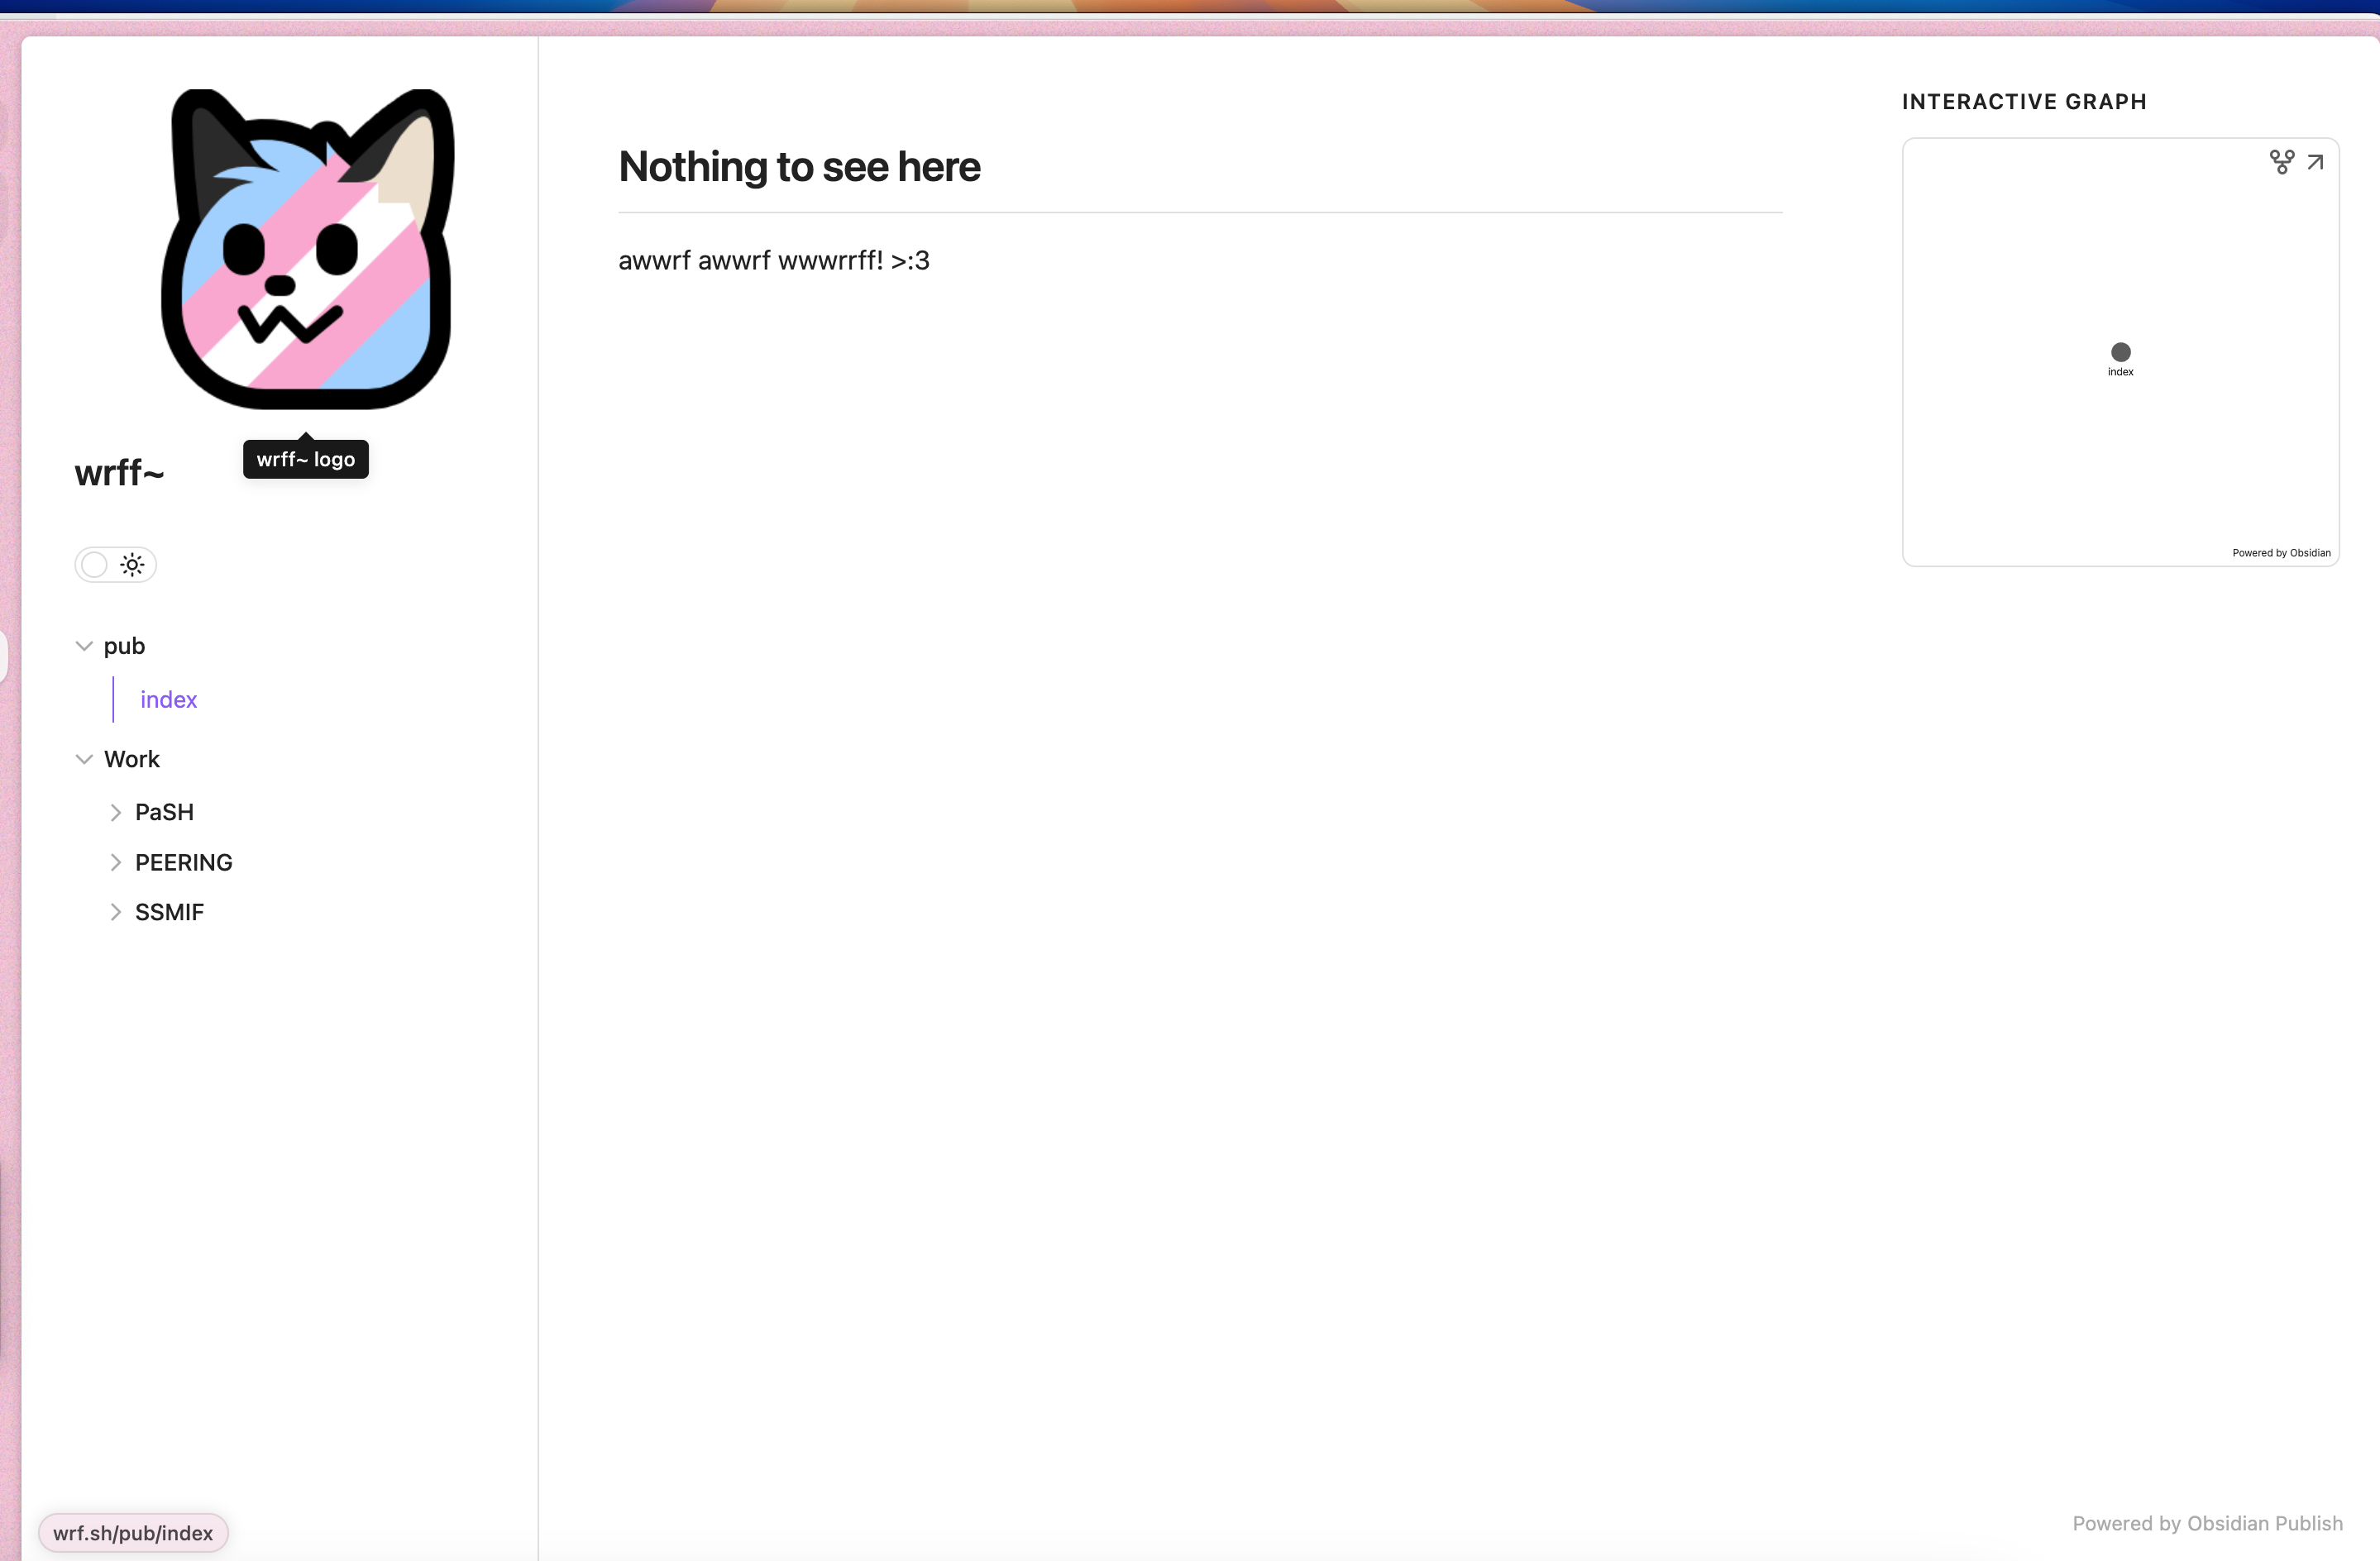 wrff~ logo
wrff~
pub
index
Work
PaSH
PEERING
SSMIF
wrf.sh/pub/index
Nothing to see here
awwrf awwrf wwwrrff! >:3
INTERACTIVE GRAPH
index
Powered by Obsidian
Powered by Obsidian Publish